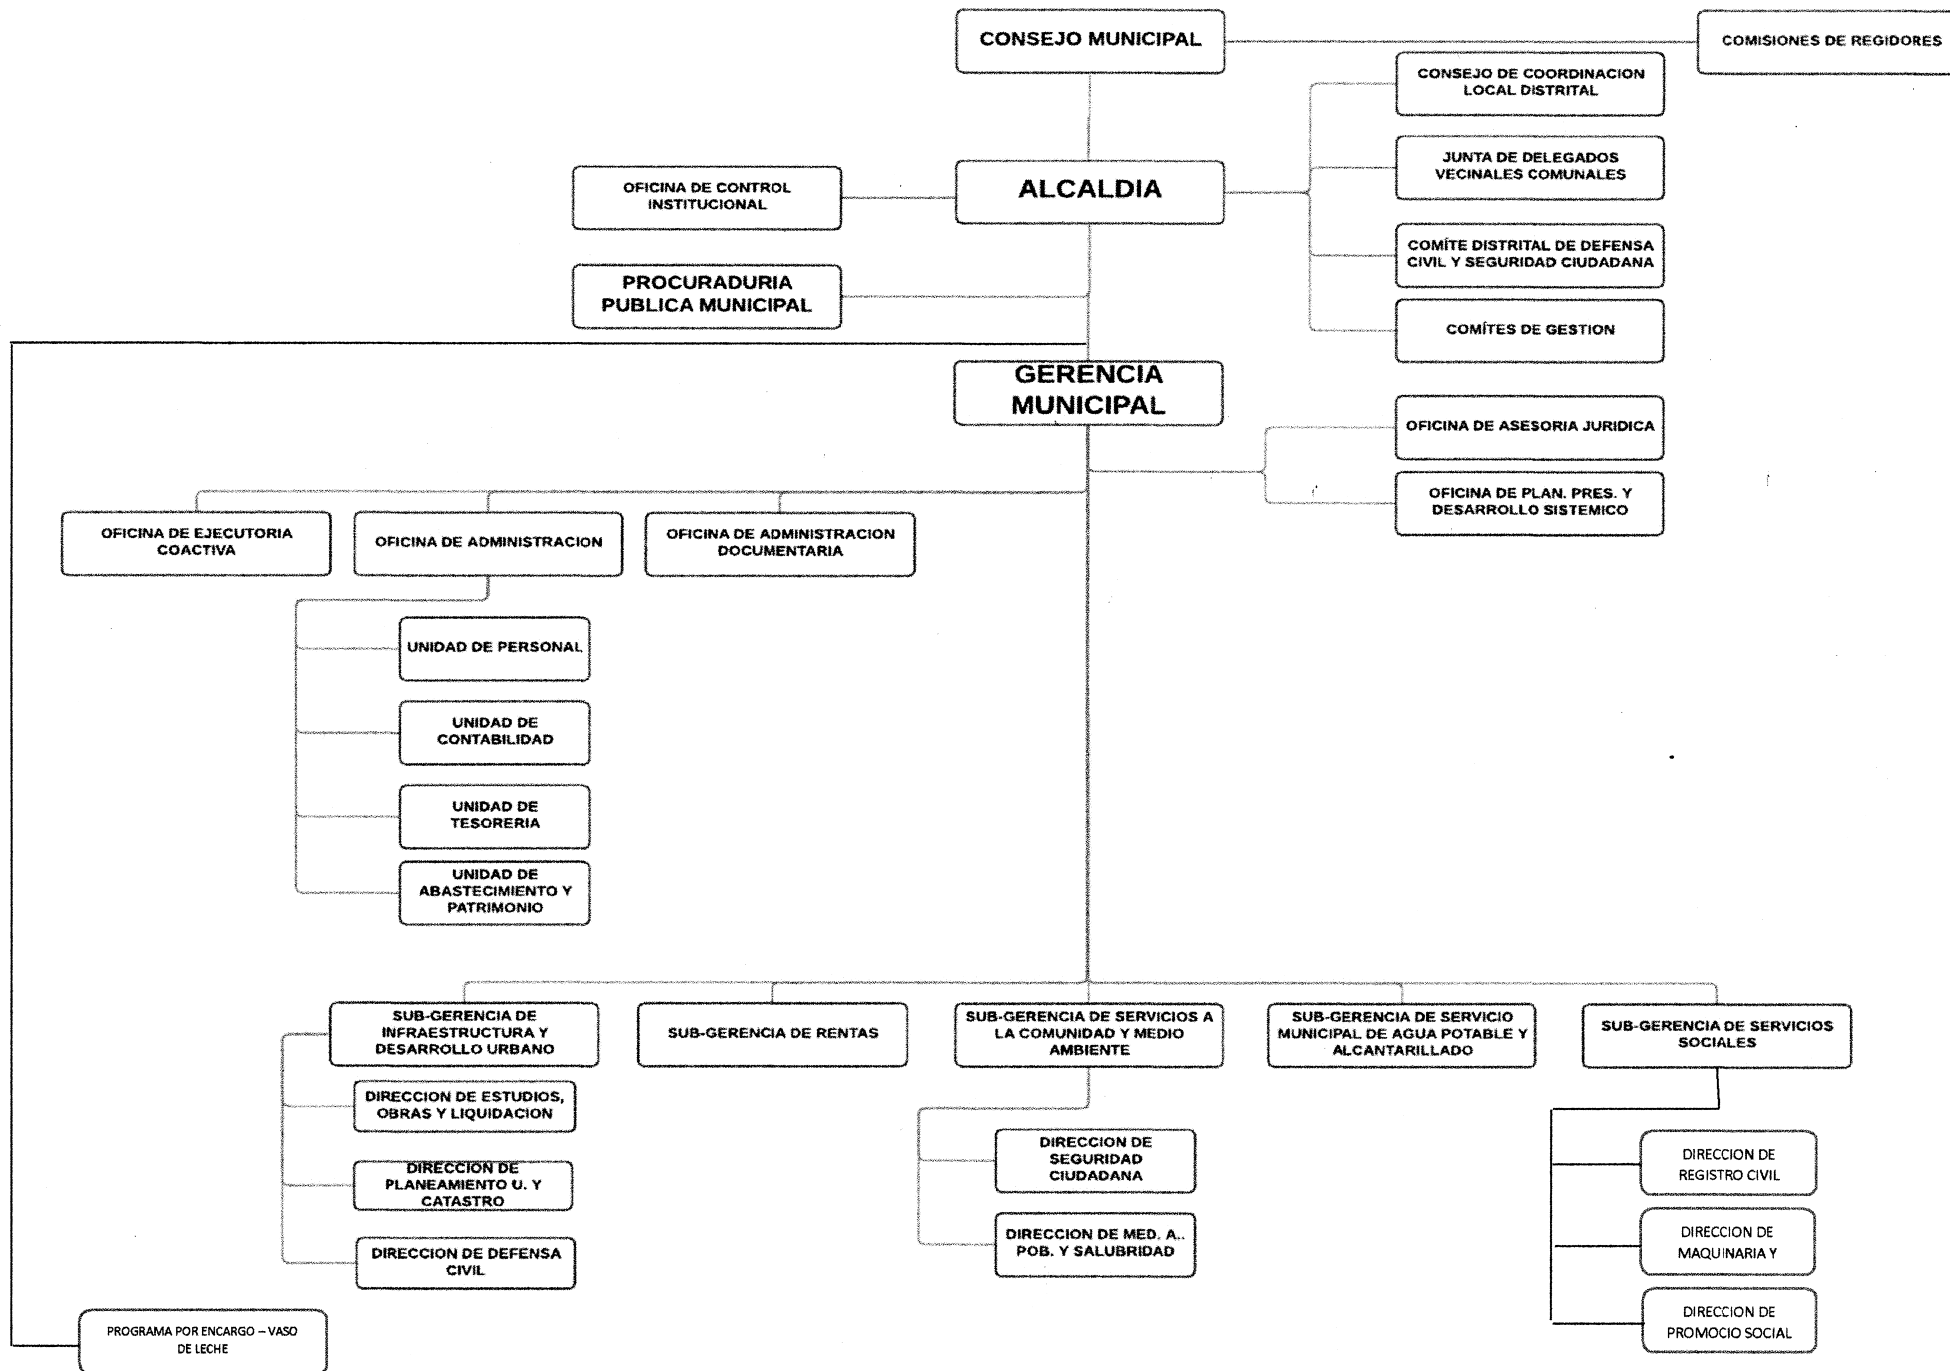 CONSEJO MUNICIPAL
COMISIONES DE REGIDORES
CONSEJO DE COORDINACION
LOCAL DISTRITAL
JUNTA DE DELEGADOS
VECINALES COMUNALES
ALCALDIA
OFICINA DE CONTROL
INSTITUCIONAL
COMÍTE DISTRITAL DE DEFENSA
CIVIL Y SEGURIDAD CIUDADANA
PROCURADURIA
PUBLICA MUNICIPAL
COMÍTES DE GESTION
GERENCIA
MUNICIPAL
OFICINA DE ASESORIA JURIDICA
OFICINA DE PLAN. PRES. Y
DESARROLLO SISTEMICO
OFICINA DE EJECUTORIA
COACTIVA
OFICINA DE ADMINISTRACION
OFICINA DE ADMINISTRACION
DOCUMENTARIA
UNIDAD DE PERSONAL
UNIDAD DE
CONTABILIDAD
UNIDAD DE
TESORERIA
UNIDAD DE
ABASTECIMIENTO Y
PATRIMONIO
SUB-GERENCIA DE
INFRAESTRUCTURA Y
DESARROLLO URBANO
SUB-GERENCIA DE RENTAS
SUB-GERENCIA DE SERVICIOS A
LA COMUNIDAD Y MEDIO
AMBIENTE
SUB-GERENCIA DE SERVICIO
MUNICIPAL DE AGUA POTABLE Y
ALCANTARILLADO
SUB-GERENCIA DE SERVICIOS
SOCIALES
DIRECCION DE ESTUDIOS,
OBRAS Y LIQUIDACION
DIRECCION DE
PLANEAMIENTO U. Y
CATASTRO
DIRECCION DE DEFENSA
CIVIL
DIRECCION DE
SEGURIDAD
CIUDADANA
DIRECCION DE MED. A..
POB. Y SALUBRIDAD
DIRECCION DE
REGISTRO CIVIL
DIRECCION DE
MAQUINARIA Y
DIRECCION DE
PROMOCIO SOCIAL
PROGRAMA POR ENCARGO – VASO
DE LECHE